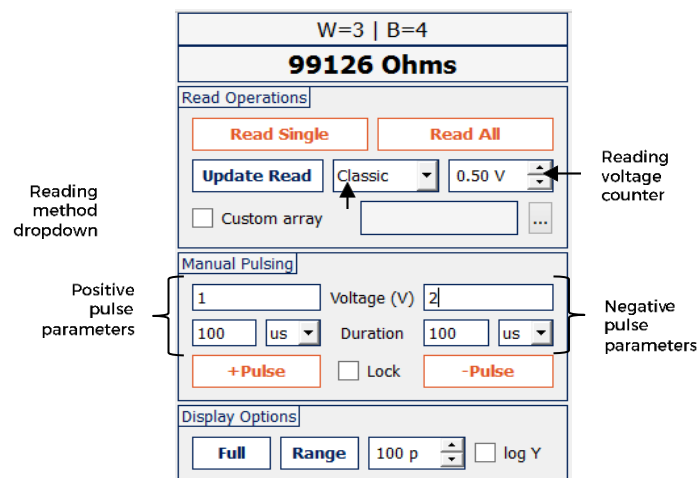 W=3 | B=4
99126 Ohms
Read Operations
Read Single Read All
Update Read Classic 0.50 V
Custom array ...
Reading
method
dropdown
Reading
voltage
counter
Manual Pulsing
1 Voltage (V) 2
100 us Duration 100 us
+Pulse Lock -Pulse
Positive
pulse
parameters
Negative
pulse
parameters
Display Options
Full Range 100 p log Y